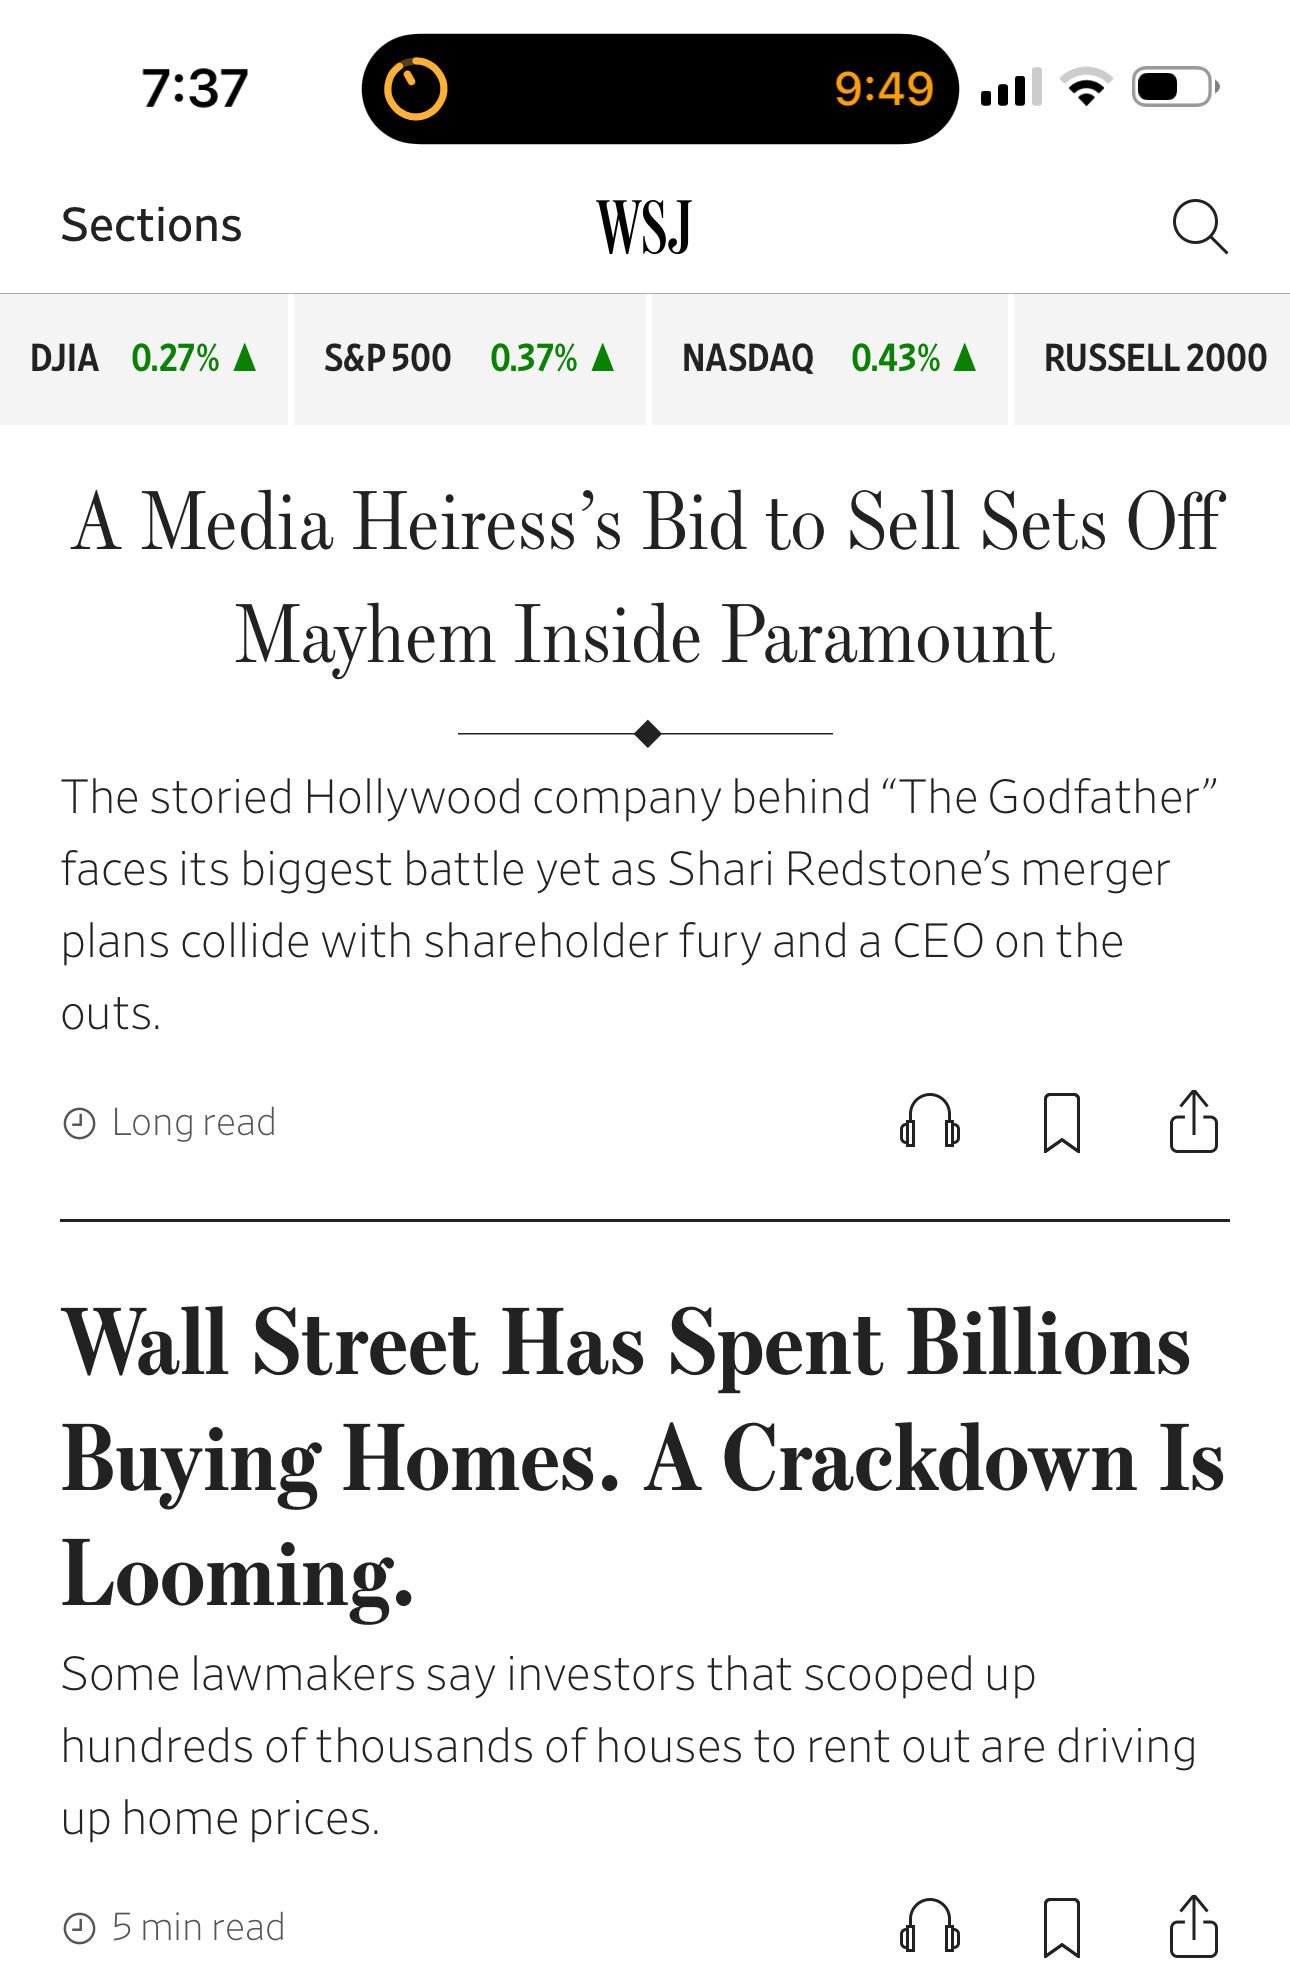 7:37
9:49
Sections
WSJ
DJIA 0.27% ▲ S&P 500 0.37% ▲ NASDAQ 0.43% ▲ RUSSELL 2000
A Media Heiress’s Bid to Sell Sets Off
Mayhem Inside Paramount
The storied Hollywood company behind “The Godfather”
faces its biggest battle yet as Shari Redstone’s merger
plans collide with shareholder fury and a CEO on the
outs.
Long read
Wall Street Has Spent Billions
Buying Homes. A Crackdown Is
Looming.
Some lawmakers say investors that scooped up
hundreds of thousands of houses to rent out are driving
up home prices.
5 min read